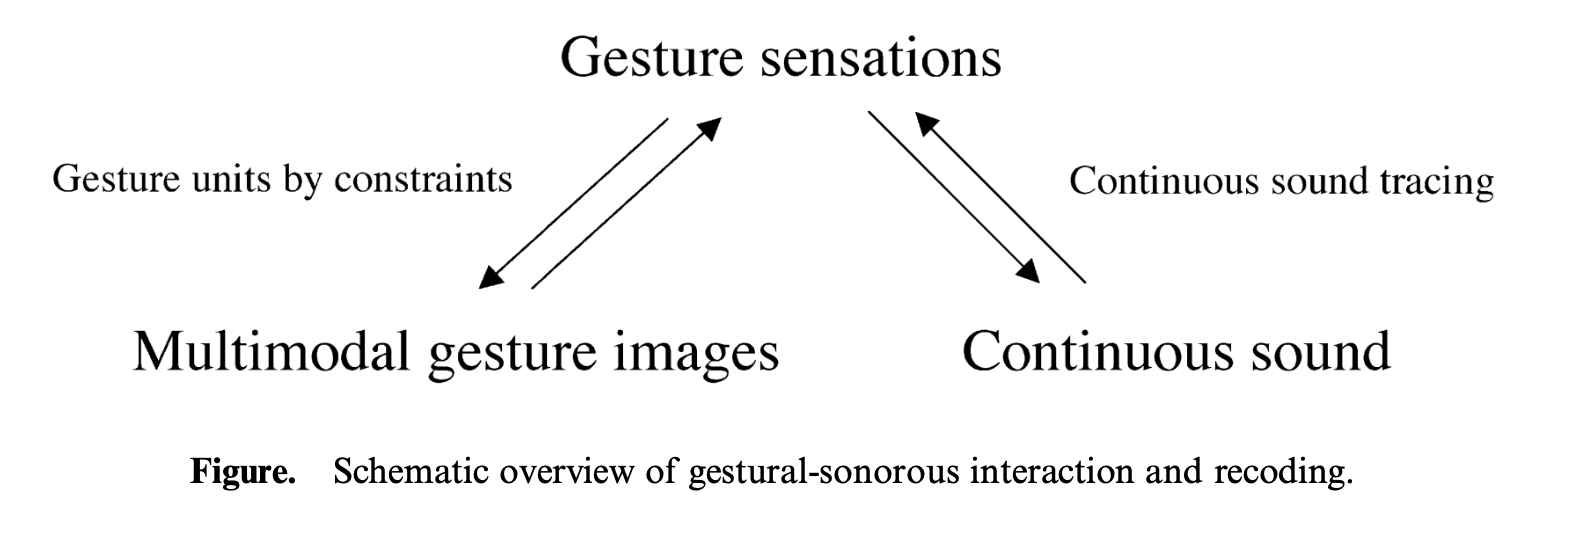 Gesture sensations
Gesture units by constraints
Continuous sound tracing
Multimodal gesture images
Continuous sound
Figure. Schematic overview of gestural-sonorous interaction and recoding.